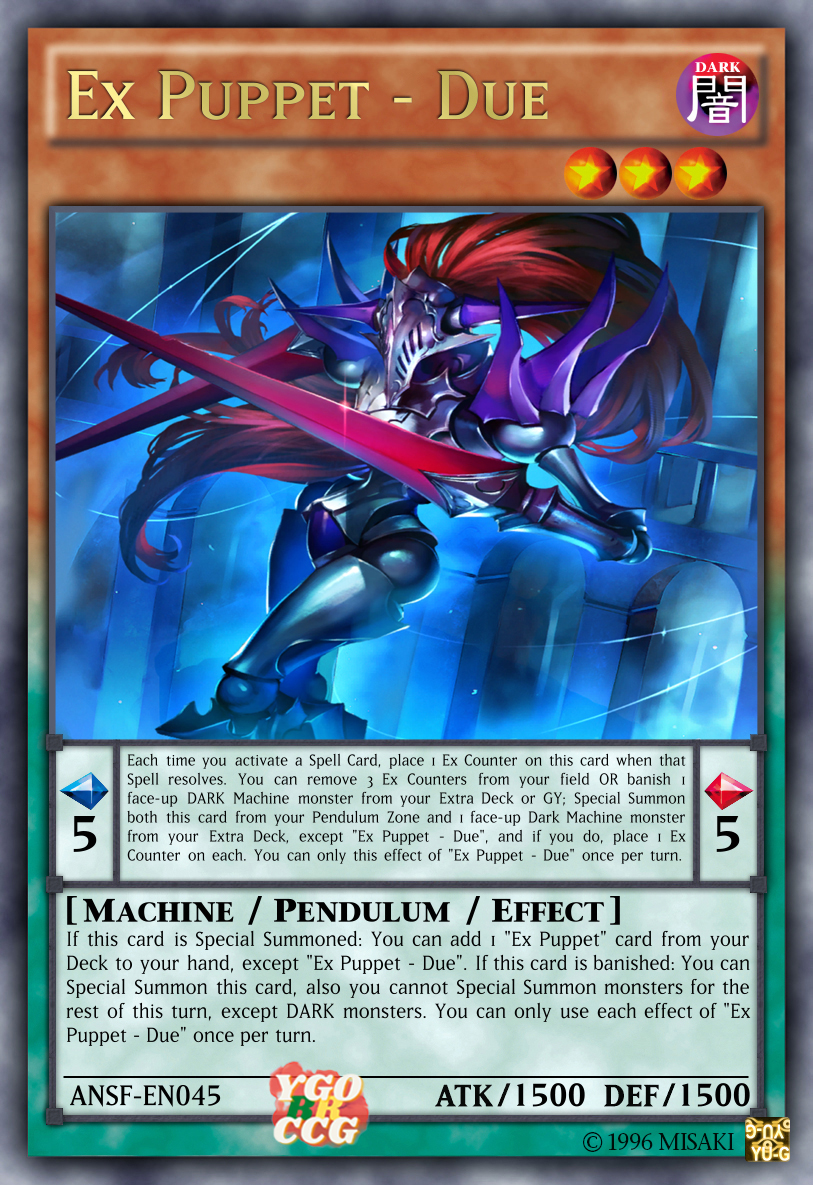 Ex Puppet - Due
DARK
闇
Each time you activate a Spell Card, place 1 Ex Counter on this card when that
Spell resolves. You can remove 3 Ex Counters from your field OR banish 1
face-up DARK Machine monster from your Extra Deck or GY; Special Summon
both this card from your Pendulum Zone and 1 face-up Dark Machine monster
from your Extra Deck, except "Ex Puppet - Due", and if you do, place 1 Ex
Counter on each. You can only this effect of "Ex Puppet - Due" once per turn.
5
5
[Machine / Pendulum / Effect]
If this card is Special Summoned: You can add 1 "Ex Puppet" card from your
Deck to your hand, except "Ex Puppet - Due". If this card is banished: You can
Special Summon this card, also you cannot Special Summon monsters for the
rest of this turn, except DARK monsters. You can only use each effect of "Ex
Puppet - Due" once per turn.
ANSF-EN045
YGO
CCG
ATK/1500 DEF/1500
©1996 MISAKI